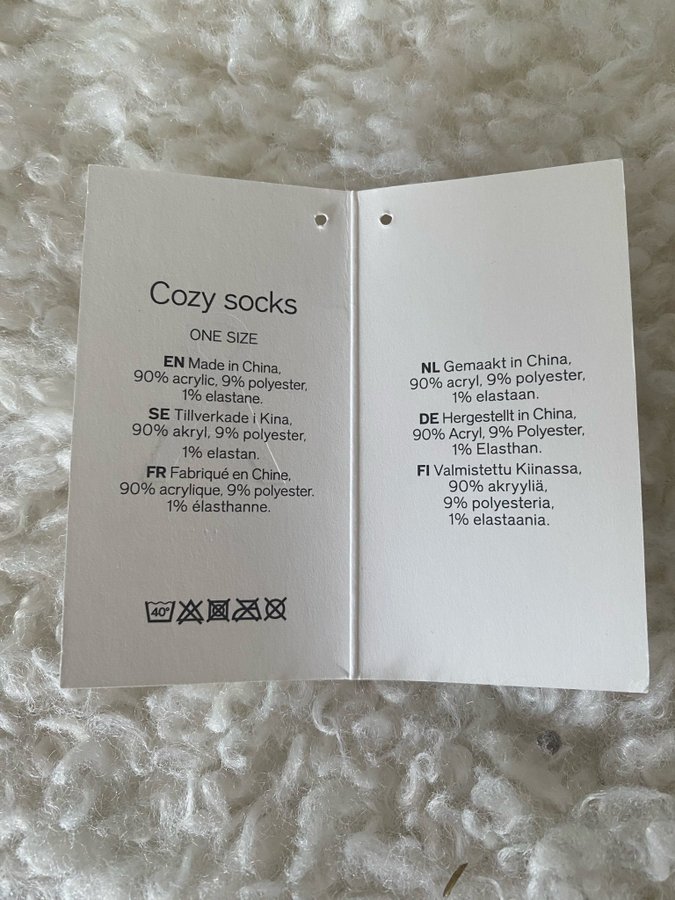 Cozy socks
ONE SIZE
EN Made in China,
90% acrylic, 9% polyester,
1% elastane.
SE Tillverkade i Kina,
90% akryl, 9% polyester,
1% elastan.
FR Fabriqué en Chine,
90% acrylique, 9% polyester.
1% élasthanne.
40°
NL Gemaakt in China,
90% acryl, 9% polyester,
1% elastaan.
DE Hergestellt in China,
90% Acryl, 9% Polyester,
1% Elasthan.
FI Valmistettu Kiinassa,
90% akryyliä,
9% polyesteria,
1% elastaania.